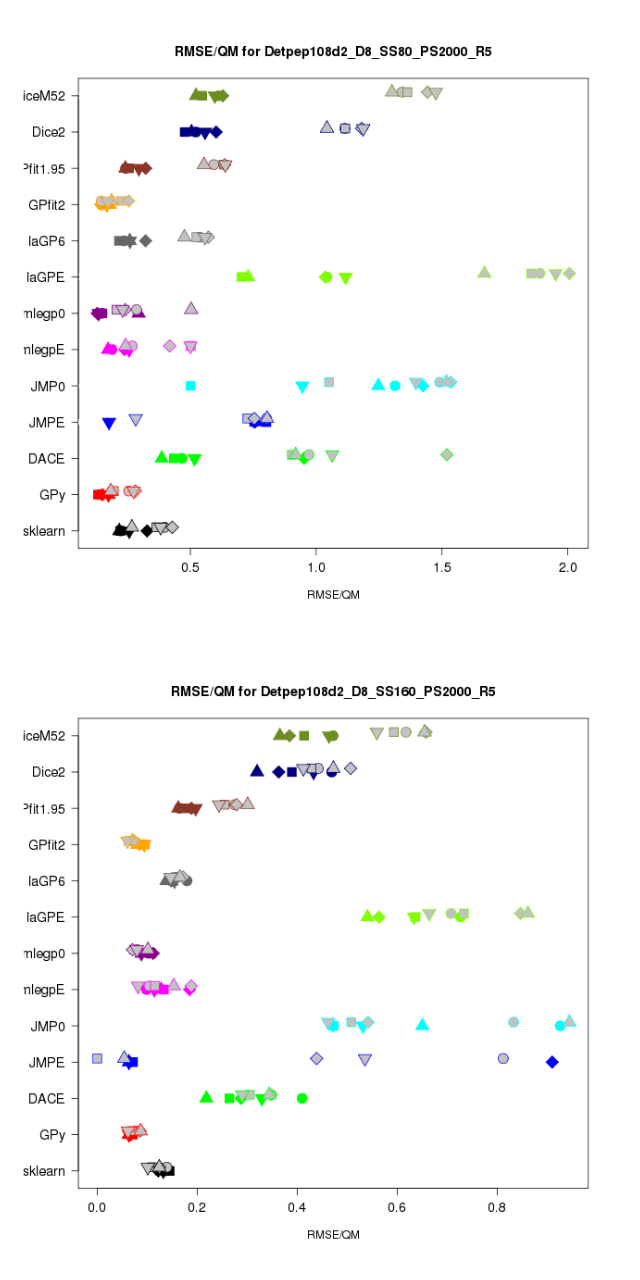 RMSE/QM for Detpep108d2_D8_SS80_PS2000_R5
iceM52
Dice2
Pfit1.95
GPfit2
laGP6
laGPE
mlegp0
mlegpE
JMP0
JMPE
DACE
GPy
sklearn
0.5 1.0 1.5 2.0
RMSE/QM
RMSE/QM for Detpep108d2_D8_SS160_PS2000_R5
iceM52
Dice2
Pfit1.95
GPfit2
laGP6
laGPE
mlegp0
mlegpE
JMP0
JMPE
DACE
GPy
sklearn
0.0 0.2 0.4 0.6 0.8
RMSE/QM